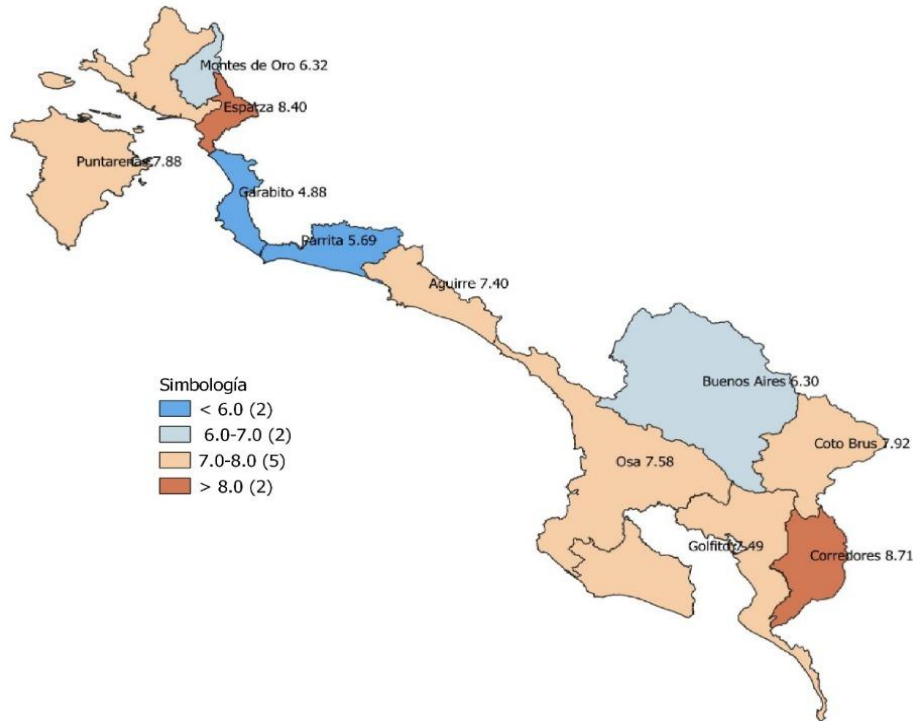 Montes de Oro 6.32
Esparza 8.40
Puntarenas 7.88
Garabito 4.88
Parrita 5.69
Aguirre 7.40
Buenos Aires 6.30
Coto Brus 7.92
Osa 7.58
Golfito 7.49
Corredores 8.71
Simbología
< 6.0 (2)
6.0-7.0 (2)
7.0-8.0 (5)
> 8.0 (2)